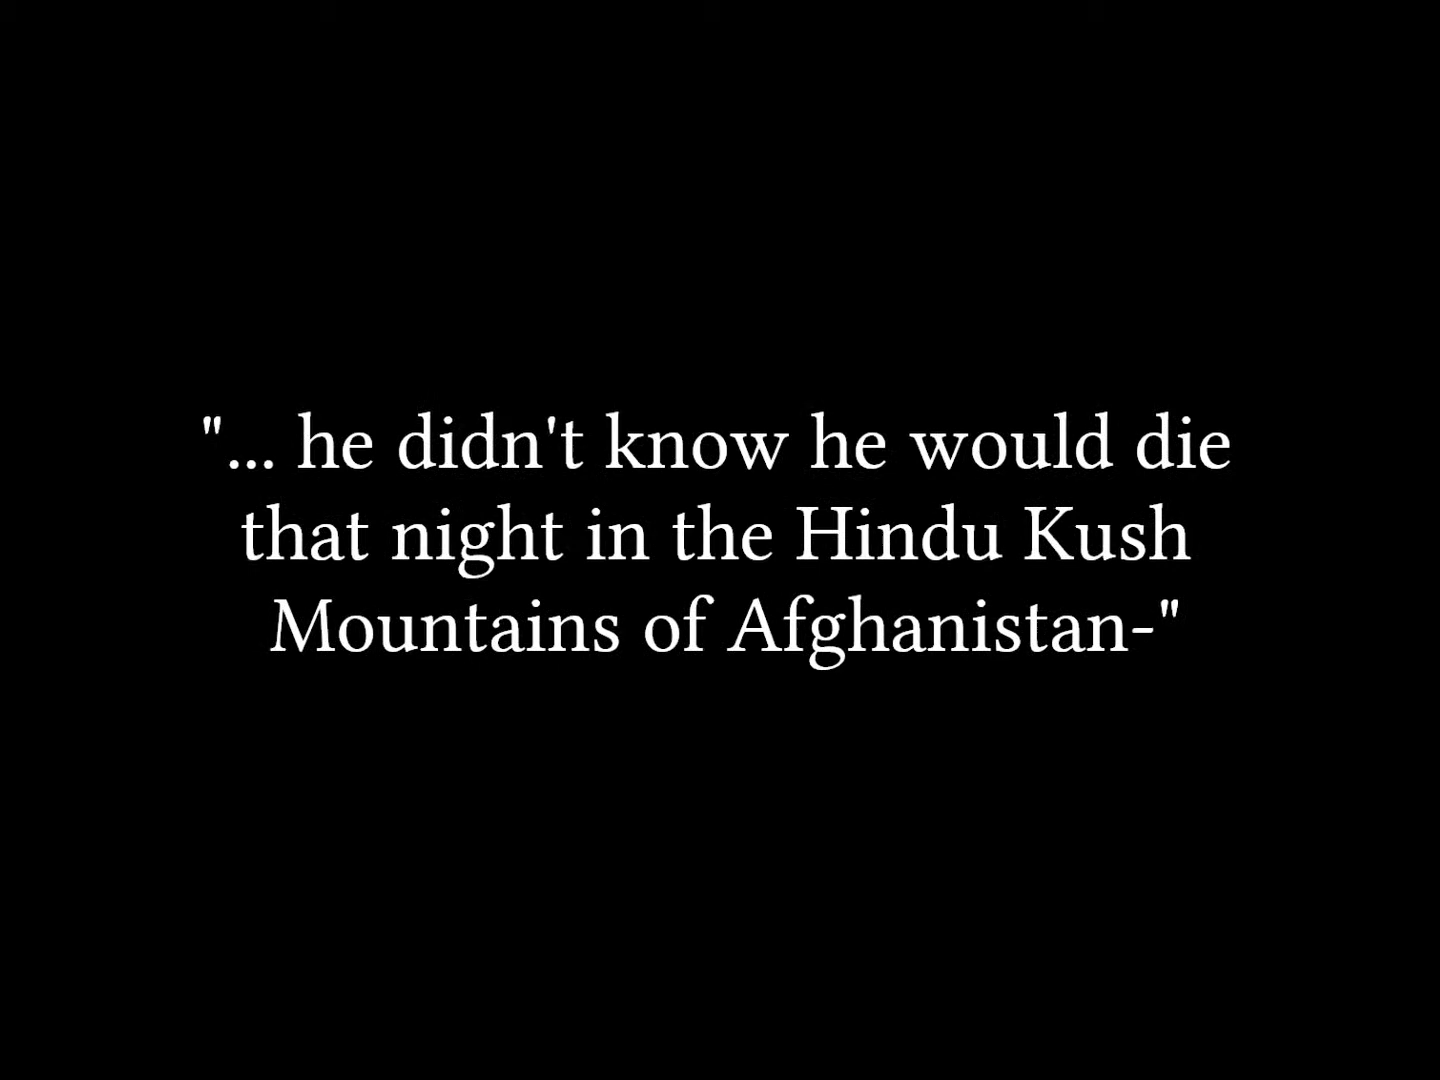 "... he didn't know he would die
that night in the Hindu Kush
Mountains of Afghanistan-"